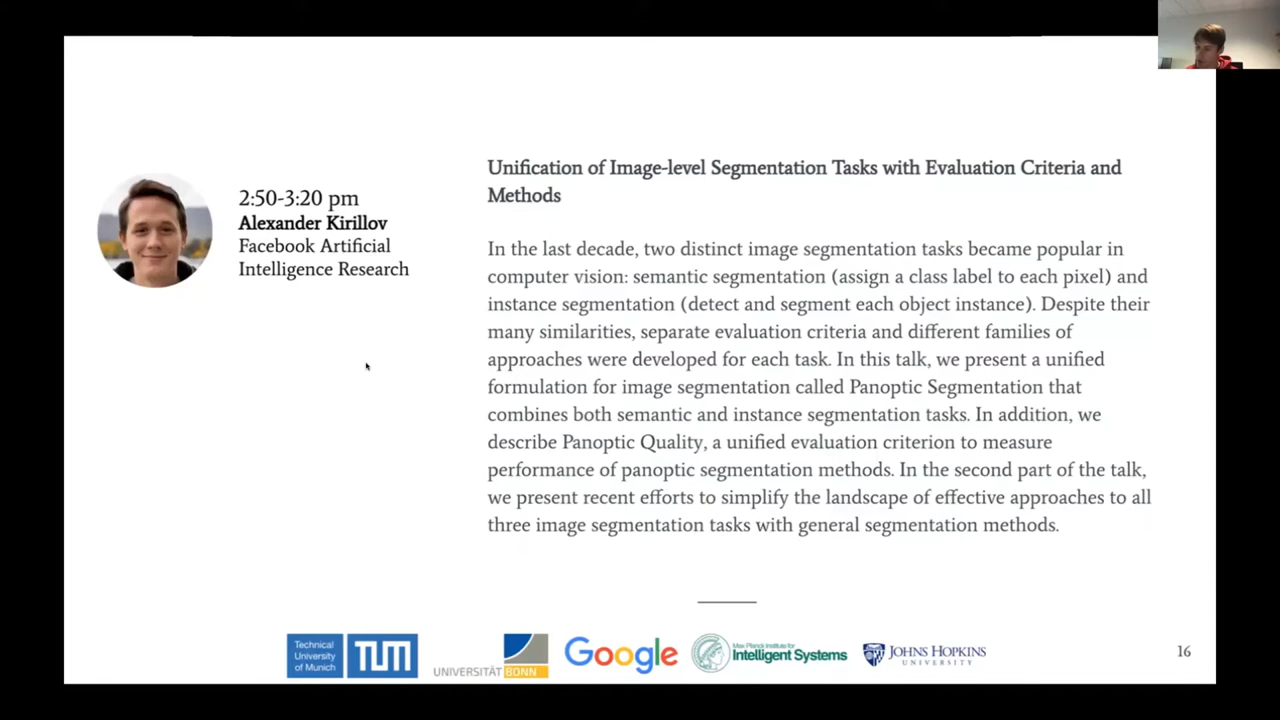 2:50-3:20 pm
Alexander Kirillov
Facebook Artificial
Intelligence Research
Unification of Image-level Segmentation Tasks with Evaluation Criteria and
Methods
In the last decade, two distinct image segmentation tasks became popular in
computer vision: semantic segmentation (assign a class label to each pixel) and
instance segmentation (detect and segment each object instance). Despite their
many similarities, separate evaluation criteria and different families of
approaches were developed for each task. In this talk, we present a unified
formulation for image segmentation called Panoptic Segmentation that
combines both semantic and instance segmentation tasks. In addition, we
describe Panoptic Quality, a unified evaluation criterion to measure
performance of panoptic segmentation methods. In the second part of the talk,
we present recent efforts to simplify the landscape of effective approaches to all
three image segmentation tasks with general segmentation methods.
Technical
University
of Munich
TUM
UNIVERSITÄT BONN
Google
Max Planck Institute for
Intelligent Systems
JOHNS HOPKINS
UNIVERSITY
16